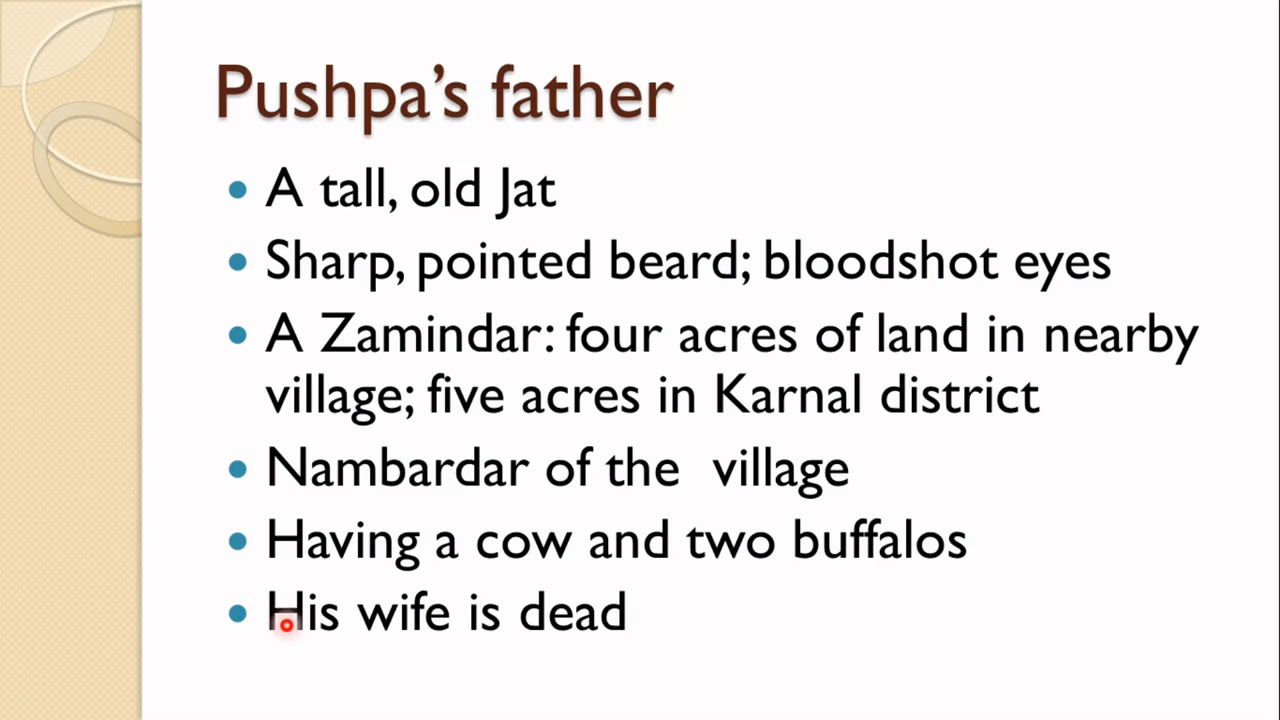 Pushpa’s father
• A tall, old Jat
• Sharp, pointed beard; bloodshot eyes
• A Zamindar: four acres of land in nearby
village; five acres in Karnal district
• Nambardar of the village
• Having a cow and two buffalos
• His wife is dead